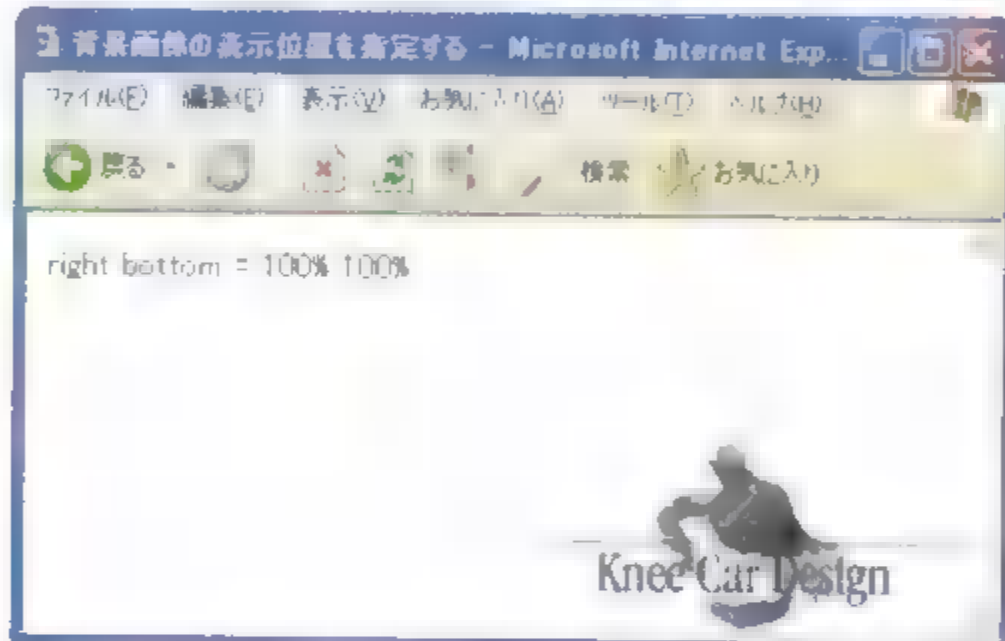 背景画像の表示位置を指定する - Microsoft Internet Exp...
ファイル(F) 編集(E) 表示(V) お気に入り(A) ツール(T) ヘルプ(H)
戻る 検索 お気に入り
right bottom = 100% 100%
Knee Car Design